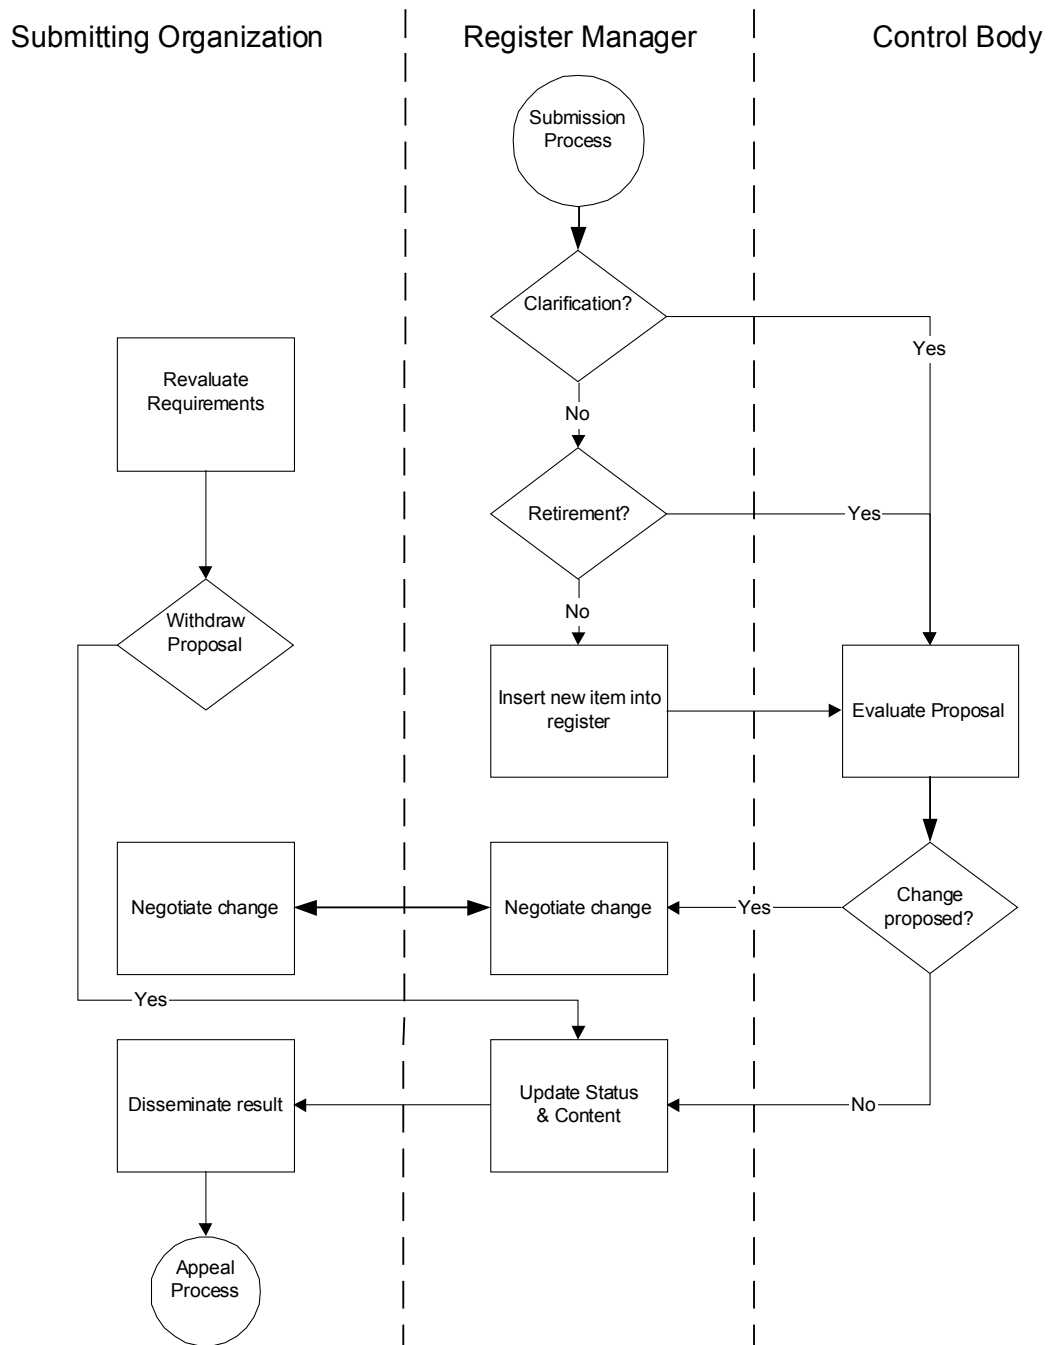 Submitting Organization
Register Manager
Control Body
Submission
Process
Clarification?
Yes
Revaluate
Requirements
No
Retirement?
Yes
No
Withdraw
Proposal
Insert new item into
register
Evaluate Proposal
Negotiate change
Negotiate change
Yes
Change
proposed?
Yes
Disseminate result
Update Status
& Content
No
Appeal
Process